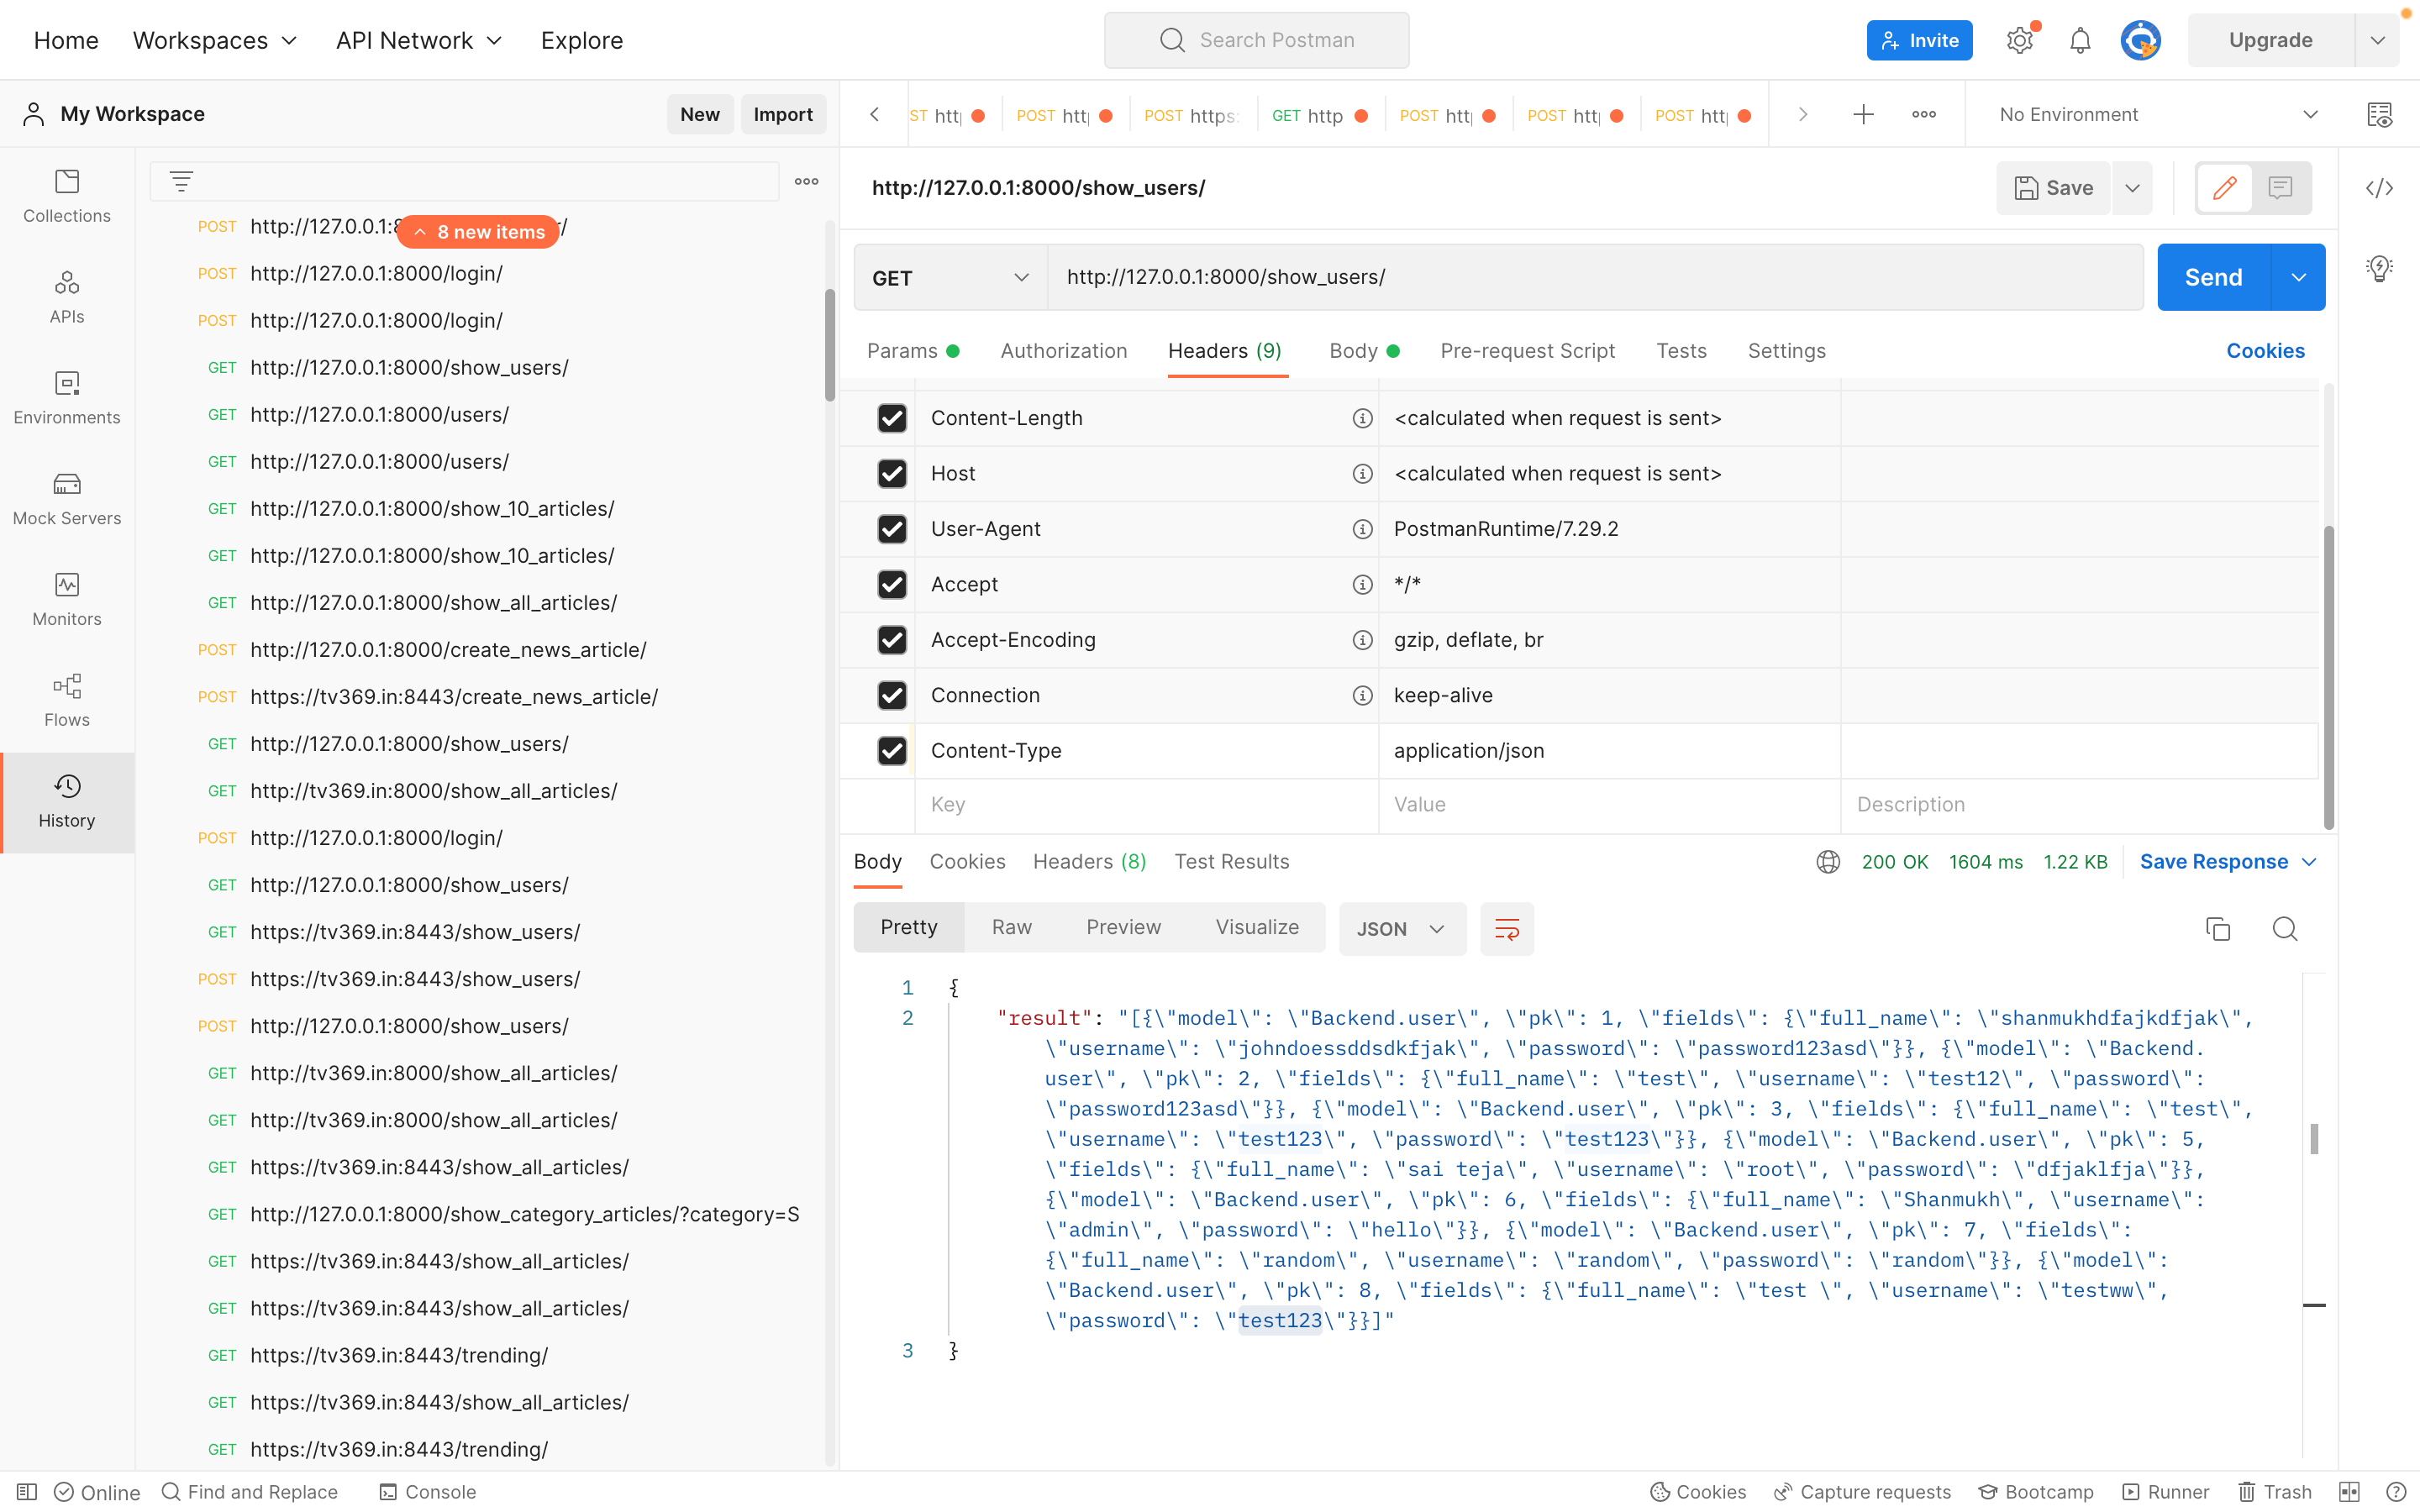 Home
Workspaces
API Network
Explore
Search Postman
Invite
Upgrade
My Workspace
New
Import
ST htt
POST htt
POST https:
GET http
POST htt
POST htt
POST htt
No Environment
Collections
APIs
Environments
Mock Servers
Monitors
Flows
History
8 new items
POST http://127.0.0.1:8
POST http://127.0.0.1:8000/login/
POST http://127.0.0.1:8000/login/
GET http://127.0.0.1:8000/show_users/
GET http://127.0.0.1:8000/users/
GET http://127.0.0.1:8000/users/
GET http://127.0.0.1:8000/show_10_articles/
GET http://127.0.0.1:8000/show_10_articles/
GET http://127.0.0.1:8000/show_all_articles/
POST http://127.0.0.1:8000/create_news_article/
POST https://tv369.in:8443/create_news_article/
GET http://127.0.0.1:8000/show_users/
GET http://tv369.in:8000/show_all_articles/
POST http://127.0.0.1:8000/login/
GET http://127.0.0.1:8000/show_users/
GET https://tv369.in:8443/show_users/
POST https://tv369.in:8443/show_users/
POST http://127.0.0.1:8000/show_users/
GET http://tv369.in:8000/show_all_articles/
GET http://tv369.in:8000/show_all_articles/
GET https://tv369.in:8443/show_all_articles/
GET http://127.0.0.1:8000/show_category_articles/?category=S
GET https://tv369.in:8443/show_all_articles/
GET https://tv369.in:8443/show_all_articles/
GET https://tv369.in:8443/trending/
GET https://tv369.in:8443/show_all_articles/
GET https://tv369.in:8443/trending/
http://127.0.0.1:8000/show_users/
Save
GET
http://127.0.0.1:8000/show_users/
Send
Params
Authorization
Headers (9)
Body
Pre-request Script
Tests
Settings
Cookies
Content-Length <calculated when request is sent>
Host <calculated when request is sent>
User-Agent PostmanRuntime/7.29.2
Accept */*
Accept-Encoding gzip, deflate, br
Connection keep-alive
Content-Type application/json
Key Value Description
Body
Cookies
Headers (8)
Test Results
200 OK
1604 ms
1.22 KB
Save Response
Pretty
Raw
Preview
Visualize
JSON
1 {
2 "result": "[{\"model\": \"Backend.user\", \"pk\": 1, \"fields\": {\"full_name\": \"shanmukhdfajkdfjak\",
\"username\": \"johndoessddsdkfjak\", \"password\": \"password123asd\"}}, {\"model\": \"Backend.
user\", \"pk\": 2, \"fields\": {\"full_name\": \"test\", \"username\": \"test12\", \"password\":
\"password123asd\"}}, {\"model\": \"Backend.user\", \"pk\": 3, \"fields\": {\"full_name\": \"test\",
\"username\": \"test123\", \"password\": \"test123\"}}, {\"model\": \"Backend.user\", \"pk\": 5,
\"fields\": {\"full_name\": \"sai teja\", \"username\": \"root\", \"password\": \"dfjaklfja\"}},
{\"model\": \"Backend.user\", \"pk\": 6, \"fields\": {\"full_name\": \"Shanmukh\", \"username\":
\"admin\", \"password\": \"hello\"}}, {\"model\": \"Backend.user\", \"pk\": 7, \"fields\":
{\"full_name\": \"random\", \"username\": \"random\", \"password\": \"random\"}}, {\"model\":
\"Backend.user\", \"pk\": 8, \"fields\": {\"full_name\": \"test \", \"username\": \"testww\",
\"password\": \"test123\"}}]"
3 }
Online
Find and Replace
Console
Cookies
Capture requests
Bootcamp
Runner
Trash